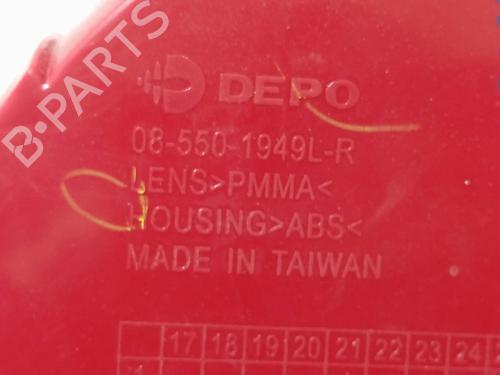 DEPO
08-550-1949L-R
LENS>PMMA<
HOUSING>ABS<
MADE IN TAIWAN
17 18 19 20 21 22 23 24
1
B-PARTS